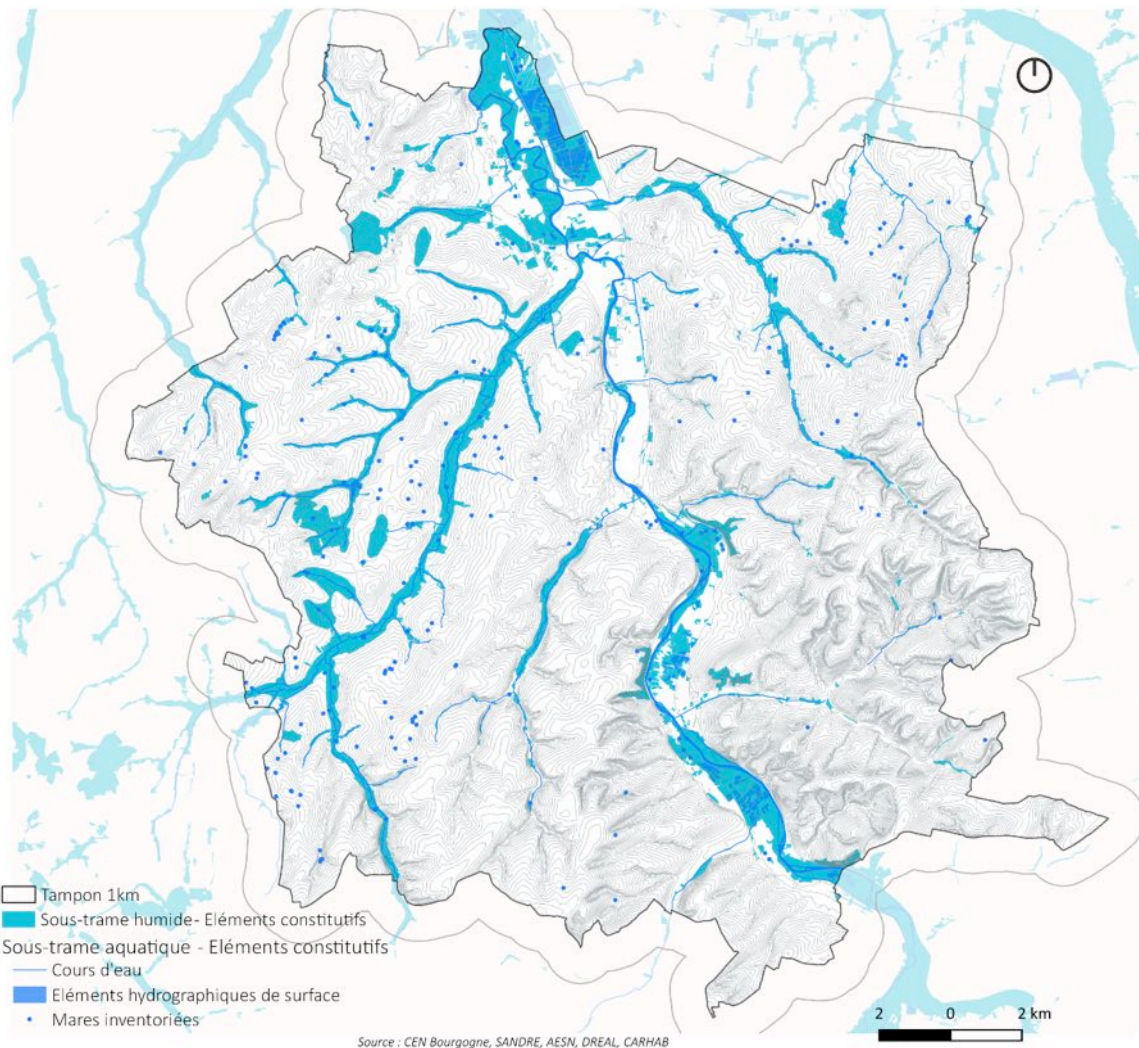 Tampon 1km
Sous-trame humide- Eléments constitutifs
Sous-trame aquatique - Eléments constitutifs
Cours d'eau
Eléments hydrographiques de surface
Mares inventoriées
2 0 2 km
Source : CEN Bourgogne, SANDRE, AESN, DREAL, CARHAB